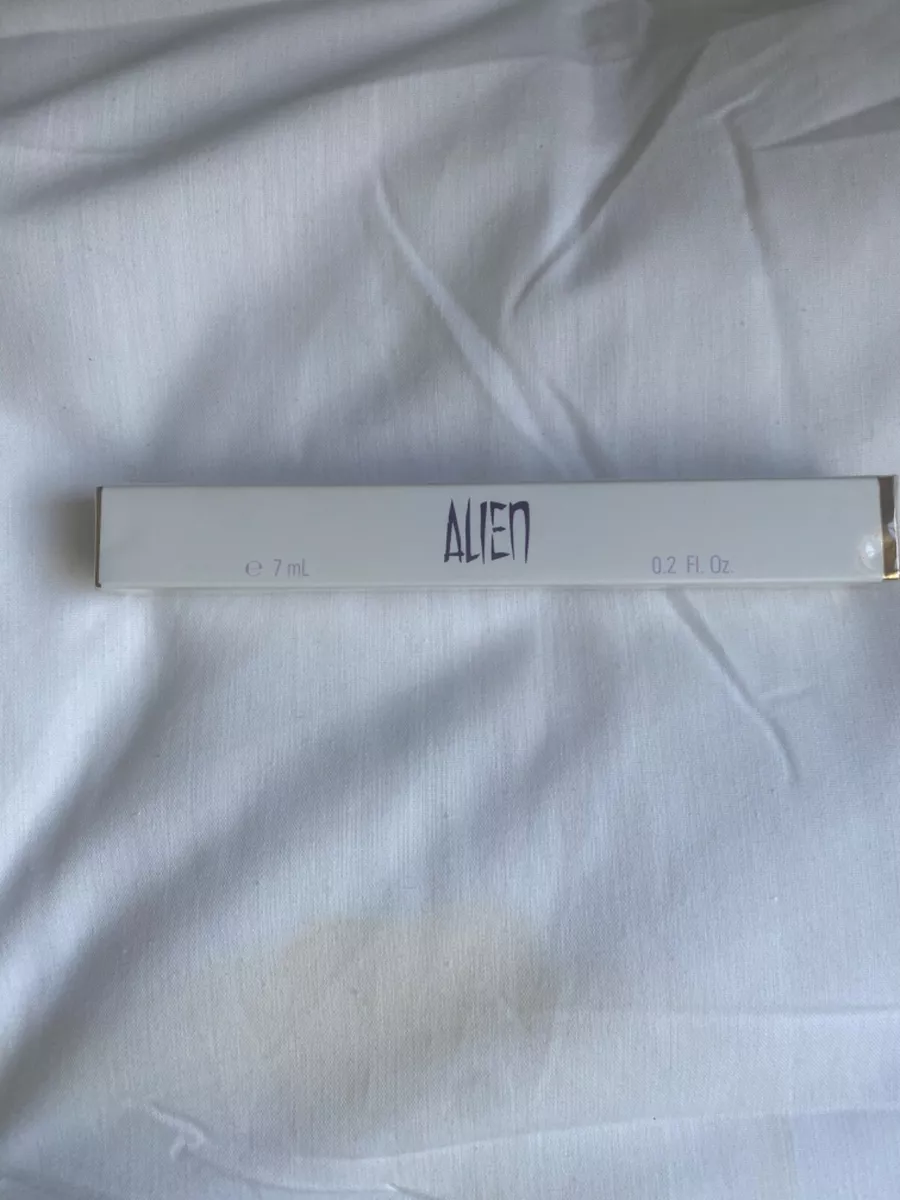 ALIEN
℮ 7 mL
0.2 Fl. Oz.